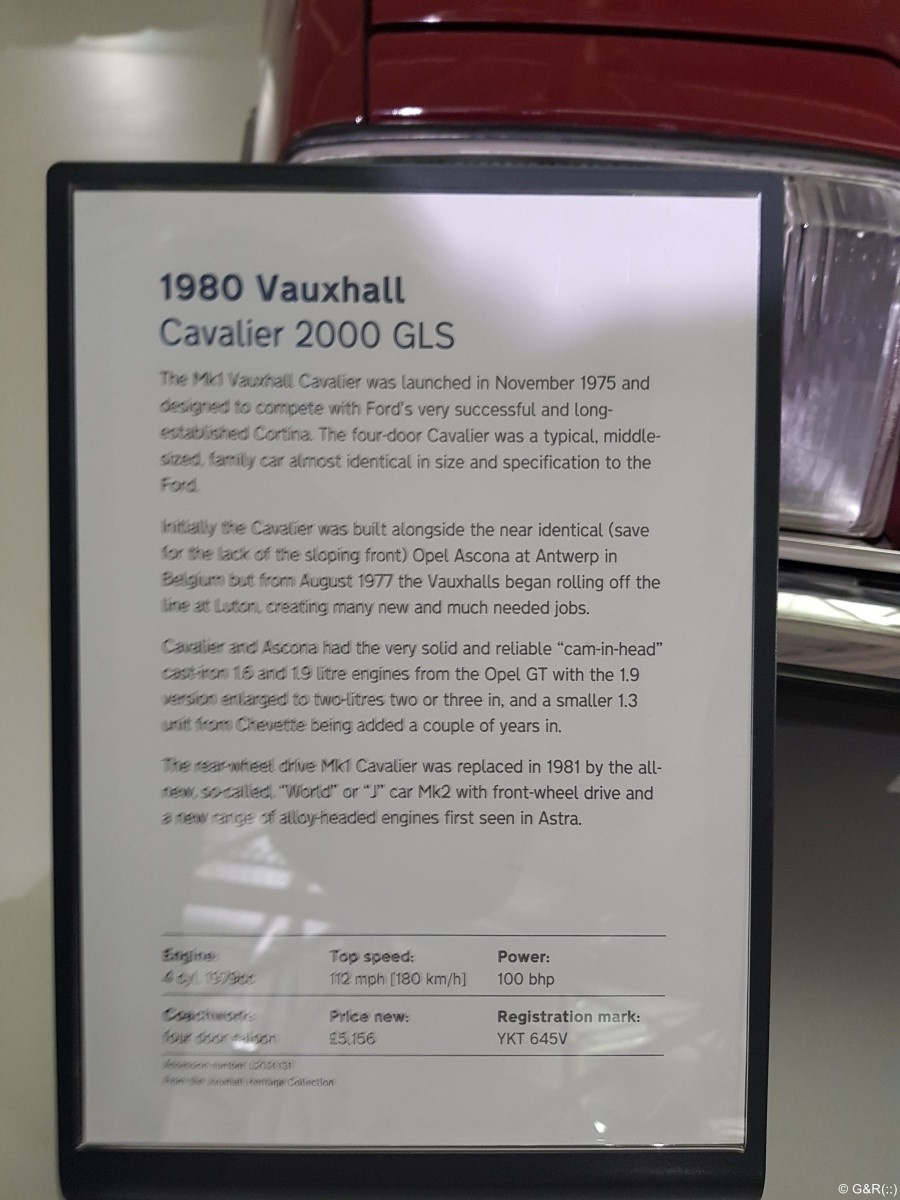 1980 Vauxhall
Cavalier 2000 GLS
The Mk1 Vauxhall Cavalier was launched in November 1975 and
designed to compete with Ford's very successful and long-
established Cortina. The four-door Cavalier was a typical, middle-
sized, family car almost identical in size and specification to the
Ford.
Initially the Cavalier was built alongside the near identical (save
for the lack of the sloping front) Opel Ascona at Antwerp in
Belgium but from August 1977 the Vauxhalls began rolling off the
line at Luton, creating many new and much needed jobs.
Cavalier and Ascona had the very solid and reliable “cam-in-head”
cast-iron 1.6 and 1.9 litre engines from the Opel GT with the 1.9
version enlarged to two-litres two or three in, and a smaller 1.3
unit from Chevette being added a couple of years in.
The rear-wheel drive Mk1 Cavalier was replaced in 1981 by the all-
new, so-called, “World” or “J” car Mk2 with front-wheel drive and
a new range of alloy-headed engines first seen in Astra.
Engine: Top speed: Power:
4 cyl. 1979cc 112 mph [180 km/h] 100 bhp
Coachwork: Price new: Registration mark:
four door saloon £5,156 YKT 645V
Accession number
From the Vauxhall Heritage Collection
© G&R(::)